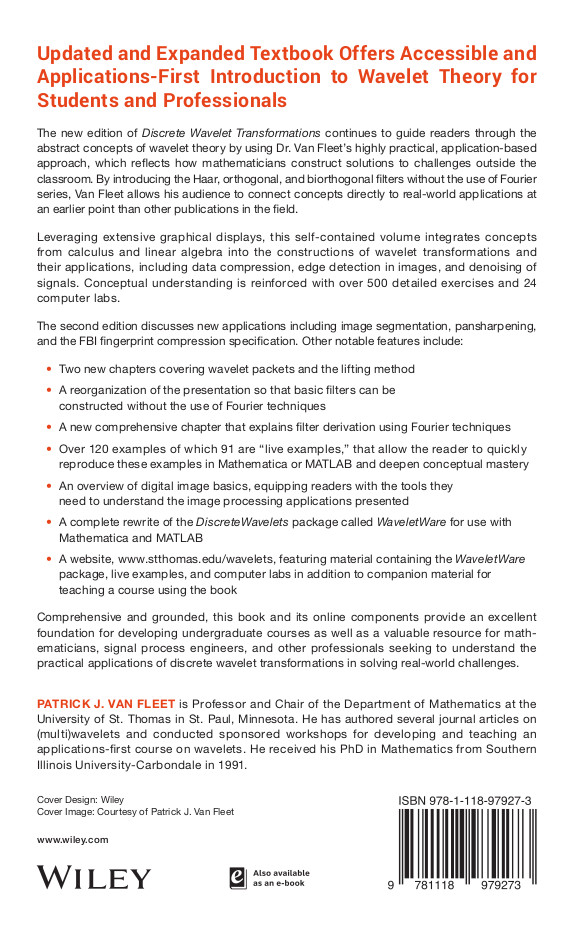 Updated and Expanded Textbook Offers Accessible and
Applications-First Introduction to Wavelet Theory for
Students and Professionals
The new edition of Discrete Wavelet Transformations continues to guide readers through the
abstract concepts of wavelet theory by using Dr. Van Fleet's highly practical, application-based
approach, which reflects how mathematicians construct solutions to challenges outside the
classroom. By introducing the Haar, orthogonal, and biorthogonal filters without the use of Fourier
series, Van Fleet allows his audience to connect concepts directly to real-world applications at
an earlier point than other publications in the field.
Leveraging extensive graphical displays, this self-contained volume integrates concepts
from calculus and linear algebra into the constructions of wavelet transformations and
their applications, including data compression, edge detection in images, and denoising of
signals. Conceptual understanding is reinforced with over 500 detailed exercises and 24
computer labs.
The second edition discusses new applications including image segmentation, pansharpening,
and the FBI fingerprint compression specification. Other notable features include:
• Two new chapters covering wavelet packets and the lifting method
• A reorganization of the presentation so that basic filters can be
constructed without the use of Fourier techniques
• A new comprehensive chapter that explains filter derivation using Fourier techniques
• Over 120 examples of which 91 are “live examples,” that allow the reader to quickly
reproduce these examples in Mathematica or MATLAB and deepen conceptual mastery
• An overview of digital image basics, equipping readers with the tools they
need to understand the image processing applications presented
• A complete rewrite of the DiscreteWavelets package called WaveletWare for use with
Mathematica and MATLAB
• A website, www.stthomas.edu/wavelets, featuring material containing the WaveletWare
package, live examples, and computer labs in addition to companion material for
teaching a course using the book
Comprehensive and grounded, this book and its online components provide an excellent
foundation for developing undergraduate courses as well as a valuable resource for math-
ematicians, signal process engineers, and other professionals seeking to understand the
practical applications of discrete wavelet transformations in solving real-world challenges.
PATRICK J. VAN FLEET is Professor and Chair of the Department of Mathematics at the
University of St. Thomas in St. Paul, Minnesota. He has authored several journal articles on
(multi)wavelets and conducted sponsored workshops for developing and teaching an
applications-first course on wavelets. He received his PhD in Mathematics from Southern
Illinois University-Carbondale in 1991.
Cover Design: Wiley
Cover Image: Courtesy of Patrick J. Van Fleet
www.wiley.com
WILEY
e
Also available
as an e-book
ISBN 978-1-118-97927-3
9 781118 979273